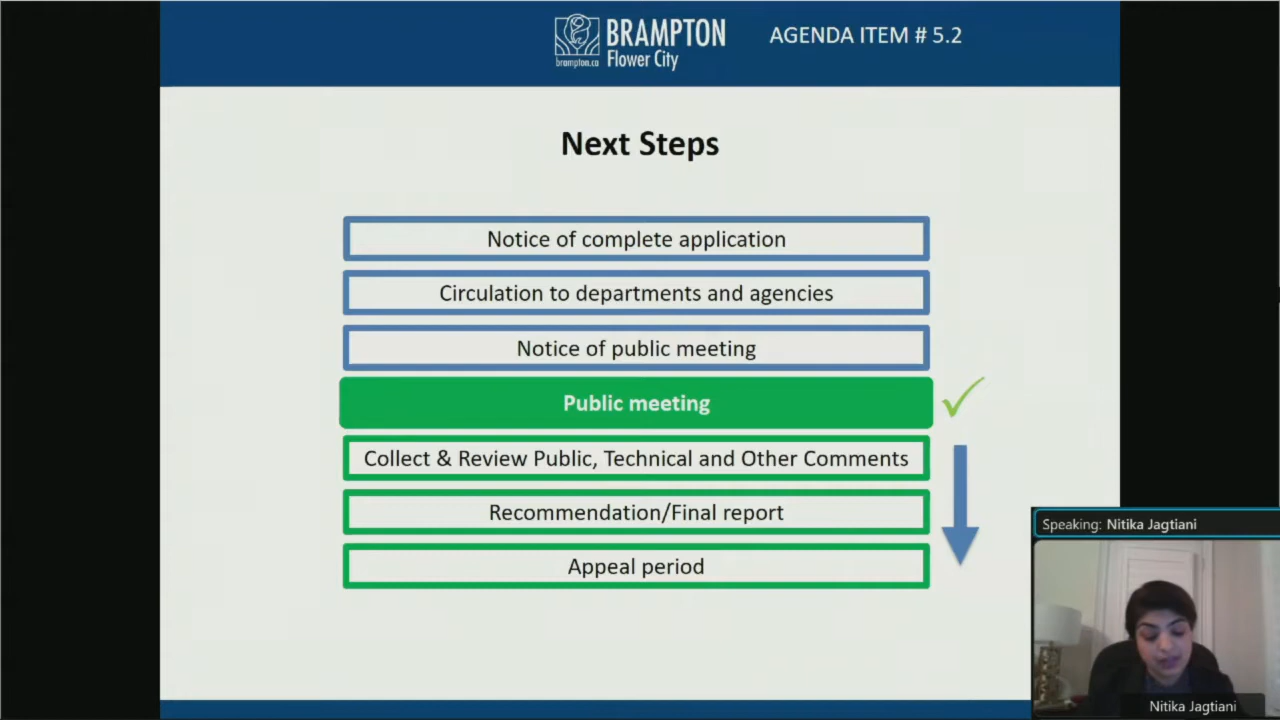 BRAMPTON
brampton.ca
Flower City
AGENDA ITEM # 5.2
Next Steps
Notice of complete application
Circulation to departments and agencies
Notice of public meeting
Public meeting
Collect & Review Public, Technical and Other Comments
Recommendation/Final report
Appeal period
Speaking: Nitika Jagtiani
Nitika Jagtiani